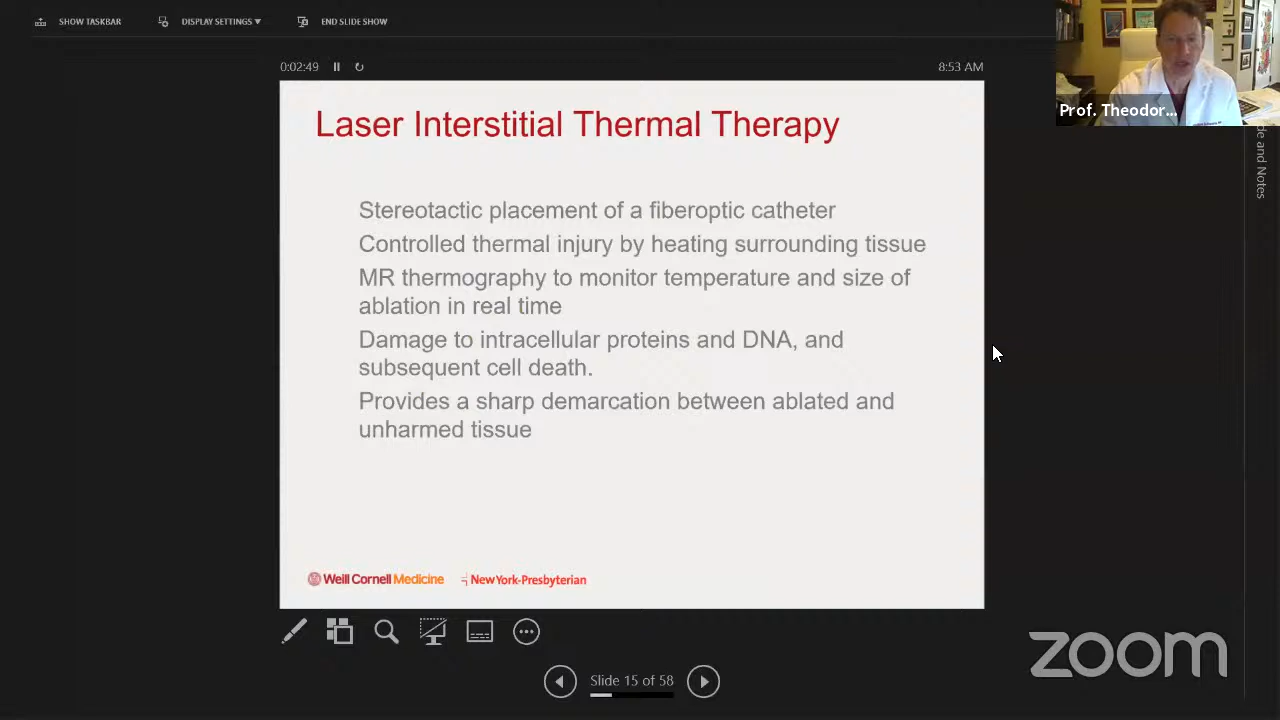 SHOW TASKBAR
DISPLAY SETTINGS
END SLIDE SHOW
0:02:49
8:53 AM
Prof. Theodor...
de and Notes
Laser Interstitial Thermal Therapy
Stereotactic placement of a fiberoptic catheter
Controlled thermal injury by heating surrounding tissue
MR thermography to monitor temperature and size of
ablation in real time
Damage to intracellular proteins and DNA, and
subsequent cell death.
Provides a sharp demarcation between ablated and
unharmed tissue
Weill Cornell Medicine
NewYork-Presbyterian
Slide 15 of 58
zoom